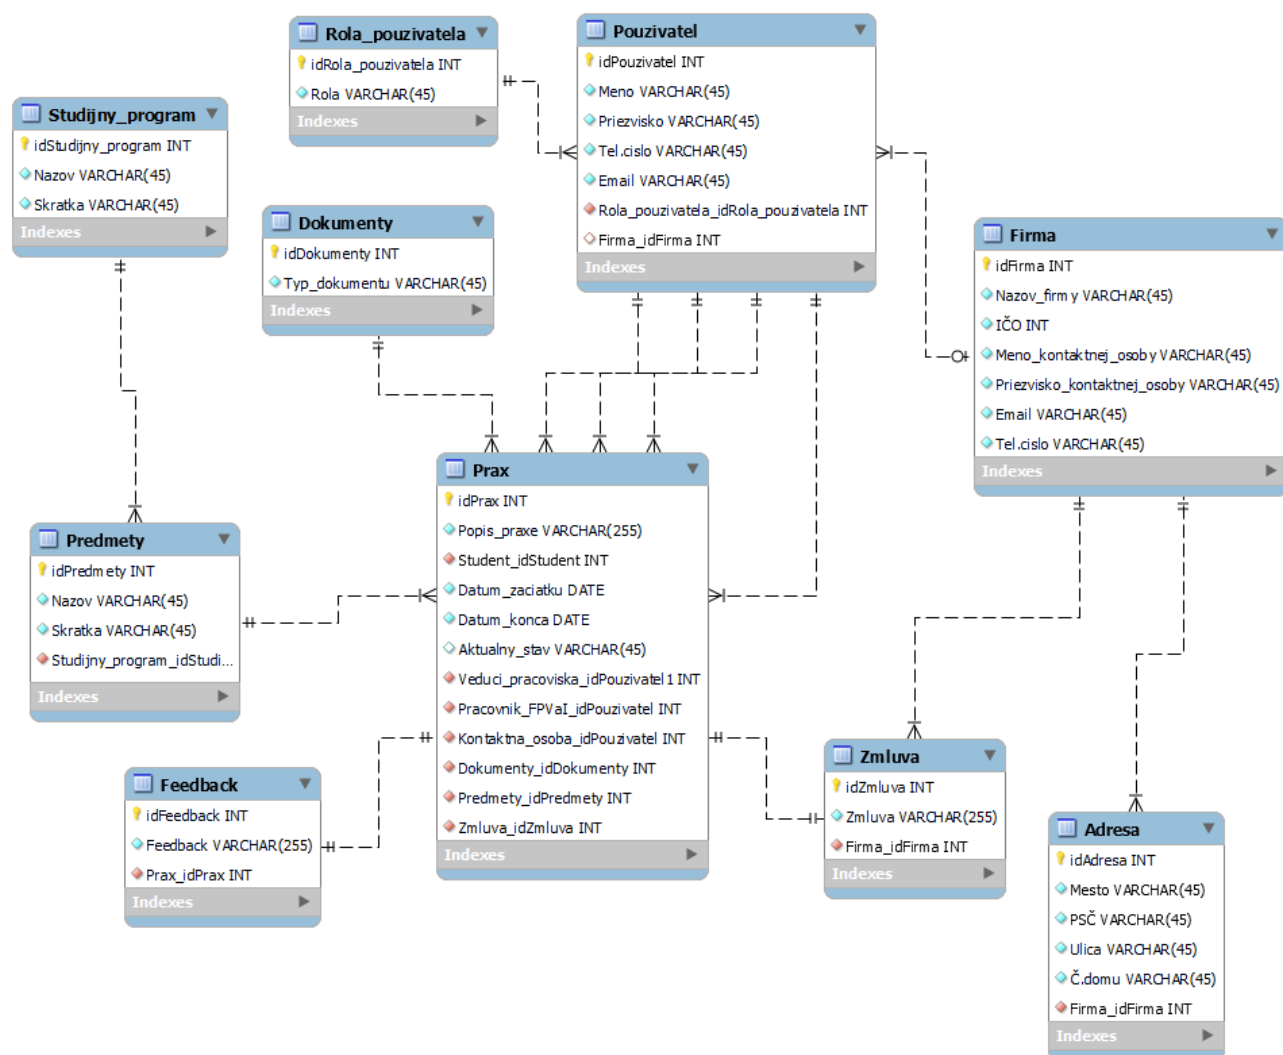 Rola_pouzivatela
idRola_pouzivatela INT
Rola VARCHAR(45)
Indexes
Pouzivatel
idPouzivatel INT
Meno VARCHAR(45)
Priezvisko VARCHAR(45)
Tel.cislo VARCHAR(45)
Email VARCHAR(45)
Rola_pouzivatela_idRola_pouzivatela INT
Firma_idFirma INT
Indexes
Studijny_program
idStudijny_program INT
Nazov VARCHAR(45)
Skratka VARCHAR(45)
Indexes
Dokumenty
idDokumenty INT
Typ_dokumentu VARCHAR(45)
Indexes
Firma
idFirma INT
Nazov_firmy VARCHAR(45)
IČO INT
Meno_kontaktnej_osoby VARCHAR(45)
Priezvisko_kontaktnej_osoby VARCHAR(45)
Email VARCHAR(45)
Tel.cislo VARCHAR(45)
Indexes
Prax
idPrax INT
Popis_praxe VARCHAR(255)
Student_idStudent INT
Datum_zaciatku DATE
Datum_konca DATE
Aktualny_stav VARCHAR(45)
Veduci_pracoviska_idPouzivatel1 INT
Pracovnik_FPVaI_idPouzivatel INT
Kontaktna_osoba_idPouzivatel INT
Dokumenty_idDokumenty INT
Predmety_idPredmety INT
Zmluva_idZmluva INT
Indexes
Predmety
idPredmety INT
Nazov VARCHAR(45)
Skratka VARCHAR(45)
Studijny_program_idStudi...
Indexes
Feedback
idFeedback INT
Feedback VARCHAR(255)
Prax_idPrax INT
Indexes
Zmluva
idZmluva INT
Zmluva VARCHAR(255)
Firma_idFirma INT
Indexes
Adresa
idAdresa INT
Mesto VARCHAR(45)
PSČ VARCHAR(45)
Ulica VARCHAR(45)
Č.domu VARCHAR(45)
Firma_idFirma INT
Indexes